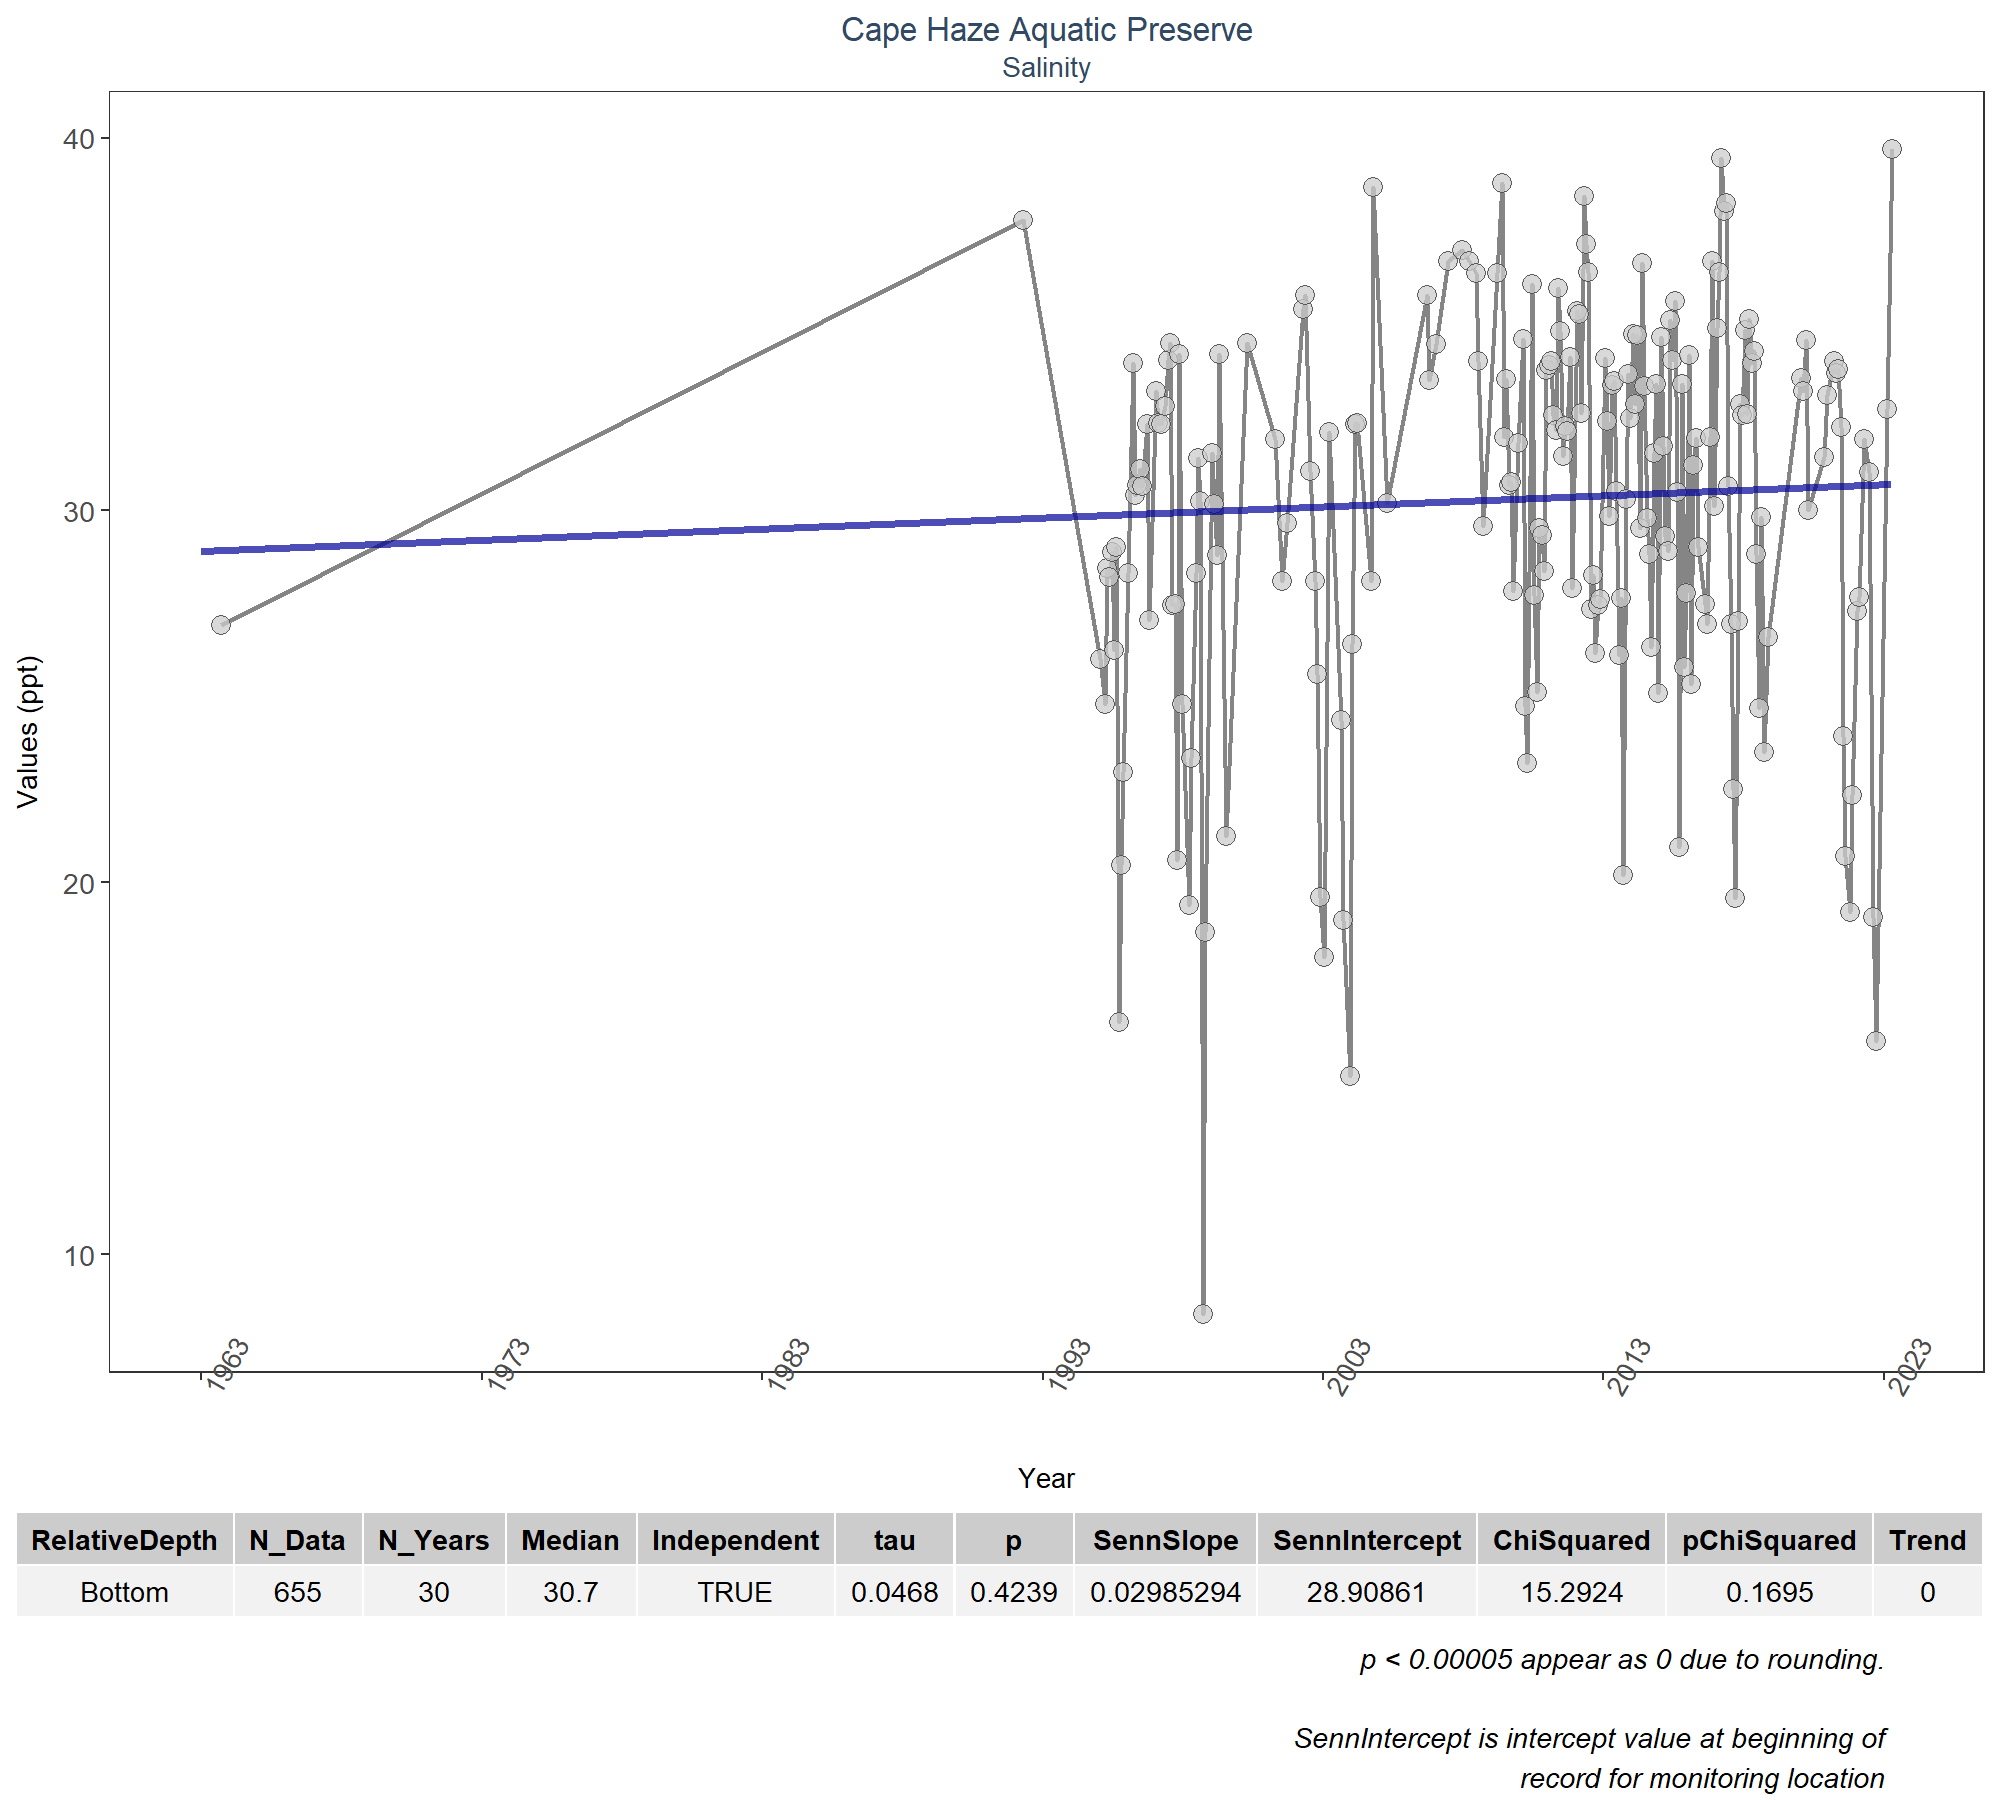 Cape Haze Aquatic Preserve
Salinity
40
30
20
10
Values (ppt)
1963
1973
1983
1993
2003
2013
2023
Year
RelativeDepth N_Data N_Years Median Independent tau p SennSlope SennIntercept ChiSquared pChiSquared Trend
Bottom 655 30 30.7 TRUE 0.0468 0.4239 0.02985294 28.90861 15.2924 0.1695 0
p < 0.00005 appear as 0 due to rounding.
SennIntercept is intercept value at beginning of
record for monitoring location